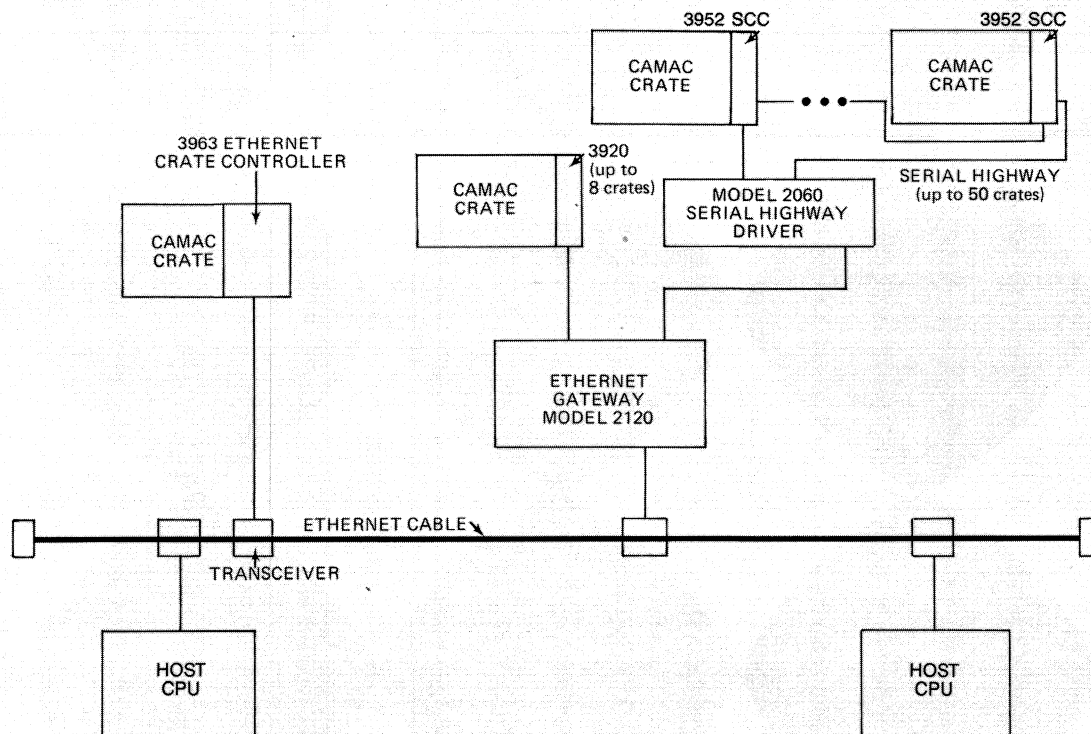 3952 SCC
3952 SCC
CAMAC
CRATE
CAMAC
CRATE
3963 ETHERNET
CRATE CONTROLLER
3920
(up to
8 crates)
CAMAC
CRATE
SERIAL HIGHWAY
(up to 50 crates)
MODEL 2060
SERIAL HIGHWAY
DRIVER
CAMAC
CRATE
ETHERNET
GATEWAY
MODEL 2120
ETHERNET CABLE
TRANSCEIVER
HOST
CPU
HOST
CPU